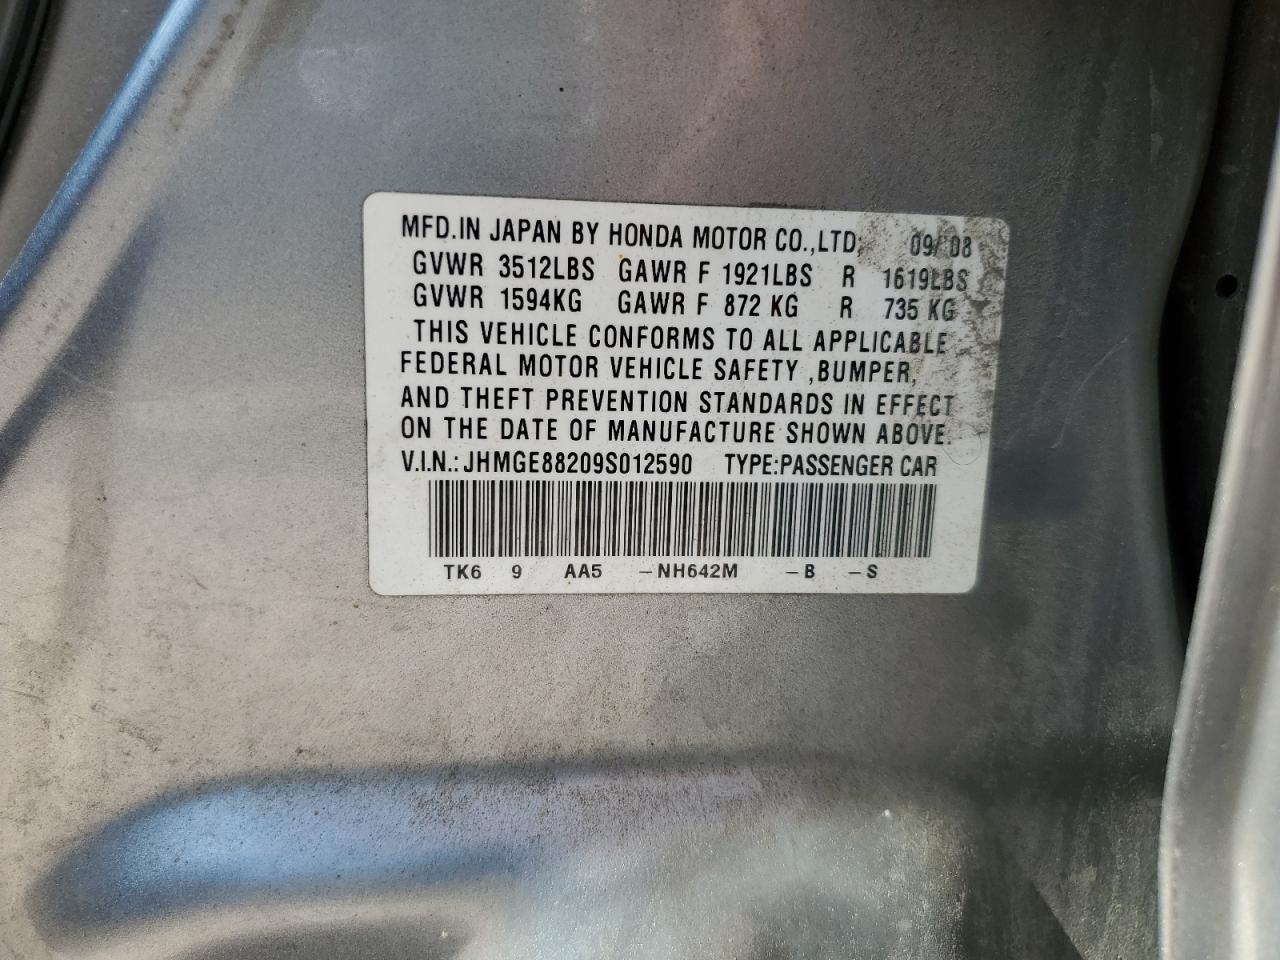 MFD.IN JAPAN BY HONDA MOTOR CO.,LTD, 09/08
GVWR 3512LBS GAWR F 1921LBS R 1619LBS
GVWR 1594KG GAWR F 872 KG R 735 KG
THIS VEHICLE CONFORMS TO ALL APPLICABLE
FEDERAL MOTOR VEHICLE SAFETY ,BUMPER,
AND THEFT PREVENTION STANDARDS IN EFFECT
ON THE DATE OF MANUFACTURE SHOWN ABOVE.
V.I.N.: JHMGE88209S012590 TYPE:PASSENGER CAR
TK6 9 AA5 -NH642M -B -S